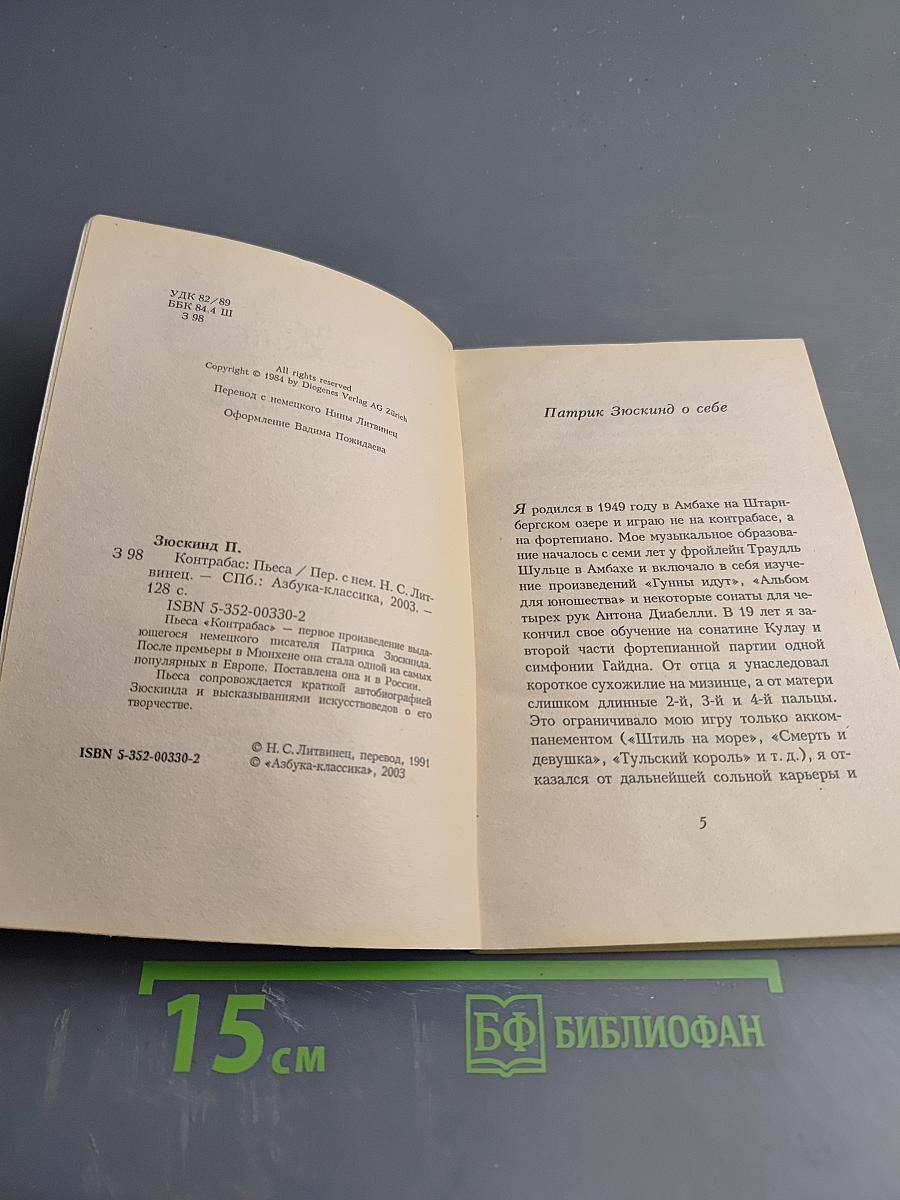 УДК 82/89
ББК 84.4 Ш
З 98
All rights reserved
Copyright © 1984 by Diogenes Verlag AG Zürich
Перевод с немецкого Нины Литвинец
Оформление Вадима Пожидаева
Зюскинд П.
З 98 Контрабас: Пьеса / Пер. с нем. Н. С. Лит-
винец. — СПб.: Азбука-классика, 2003. —
128 с.
ISBN 5-352-00330-2
Пьеса «Контрабас» — первое произведение выда-
ющегося немецкого писателя Патрика Зюскинда.
После премьеры в Мюнхене она стала одной из самых
популярных в Европе. Поставлена она и в России.
Пьеса сопровождается краткой автобиографией
Зюскинда и высказываниями искусствоведов о его
творчестве.
ISBN 5-352-00330-2
© Н. С. Литвинец, перевод, 1991
© «Азбука-классика», 2003
Патрик Зюскинд о себе
Я родился в 1949 году в Амбахе на Штарн-
бергском озере и играю не на контрабасе, а
на фортепиано. Мое музыкальное образова-
ние началось с семи лет у фройлейн Траудль
Шульце в Амбахе и включало в себя изуче-
ние произведений «Гунны идут», «Альбом
для юношества» и некоторые сонаты для че-
тырех рук Антона Диабелли. В 19 лет я за-
кончил свое обучение на сонатине Кулау и
второй части фортепианной партии одной
симфонии Гайдна. От отца я унаследовал
короткое сухожилие на мизинце, а от матери
слишком длинные 2-й, 3-й и 4-й пальцы.
Это ограничивало мою игру только акком-
панементом («Штиль на море», «Смерть и
девушка», «Тульский король» и т. д.), я от-
казался от дальнейшей сольной карьеры и
5
15 см
БФ БИБЛИОФАН